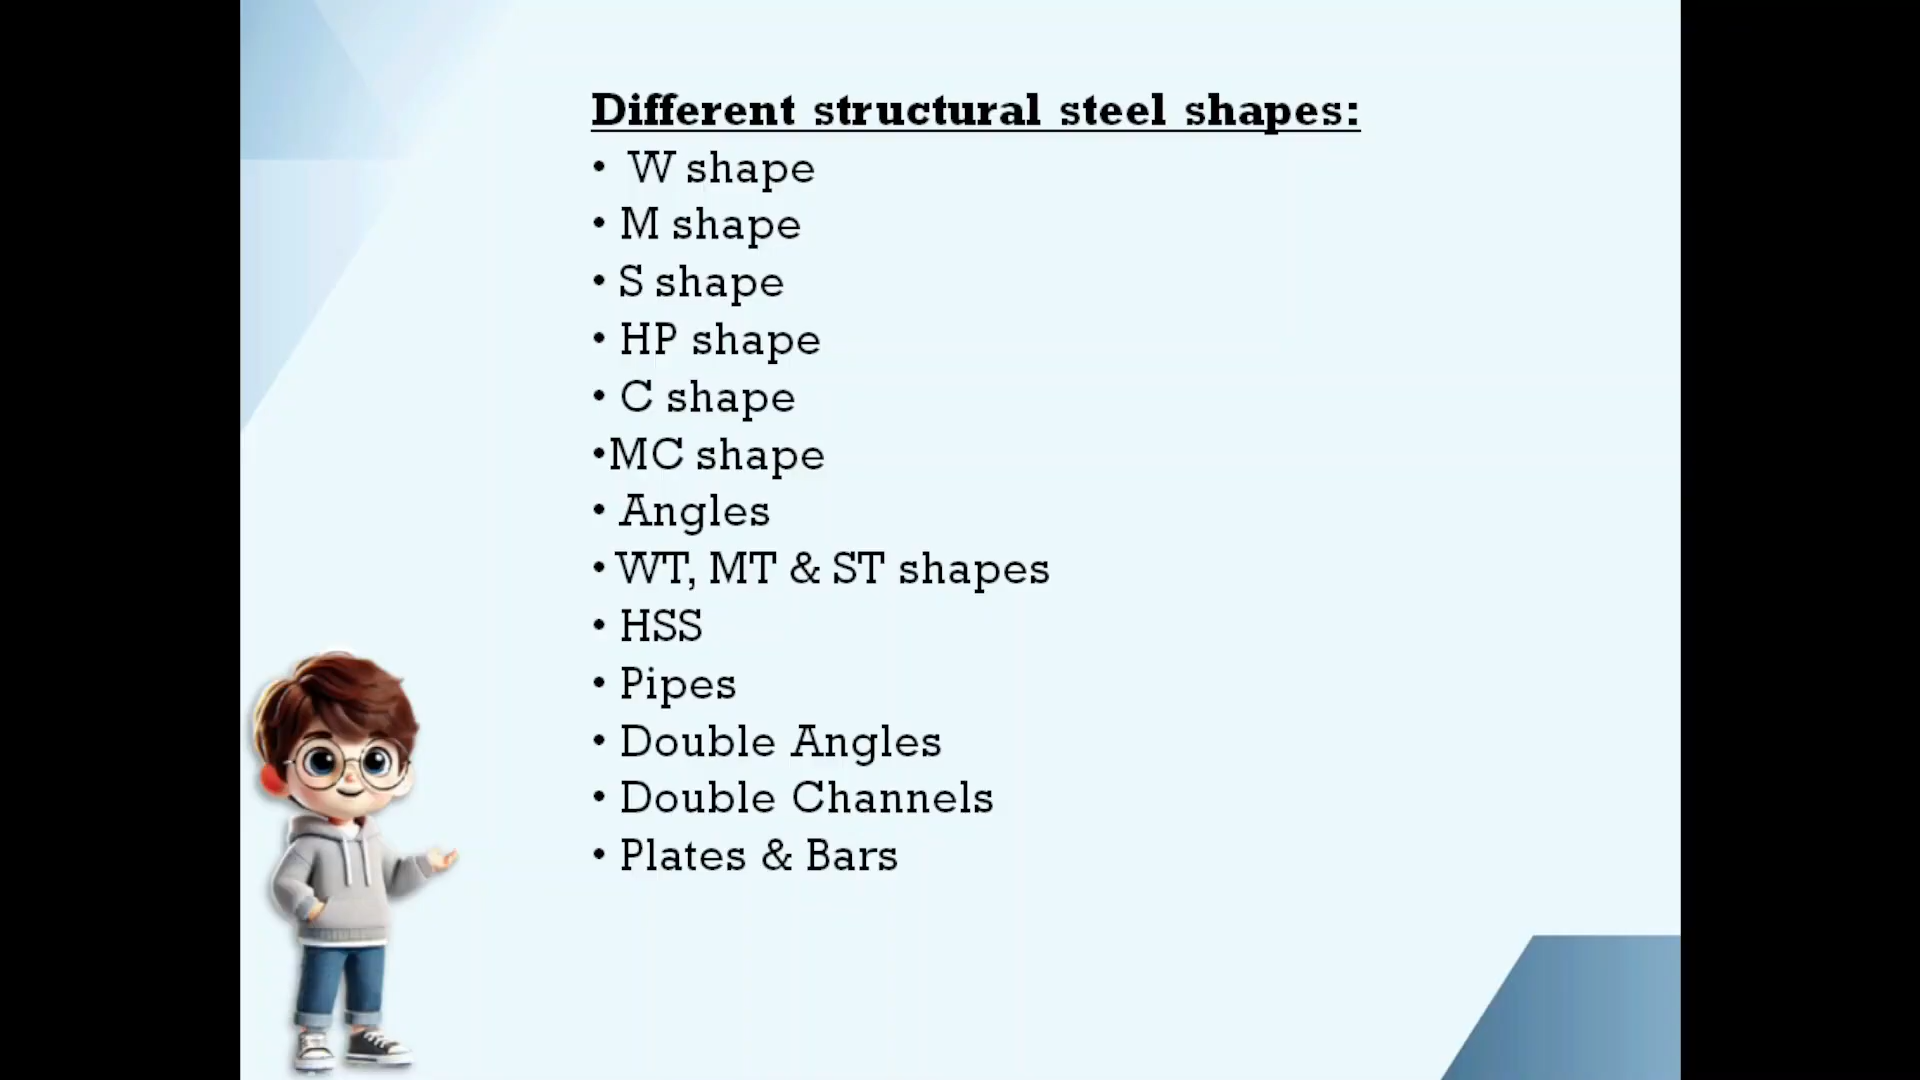 Different structural steel shapes:
• W shape
• M shape
• S shape
• HP shape
• C shape
•MC shape
• Angles
• WT, MT & ST shapes
• HSS
• Pipes
• Double Angles
• Double Channels
• Plates & Bars